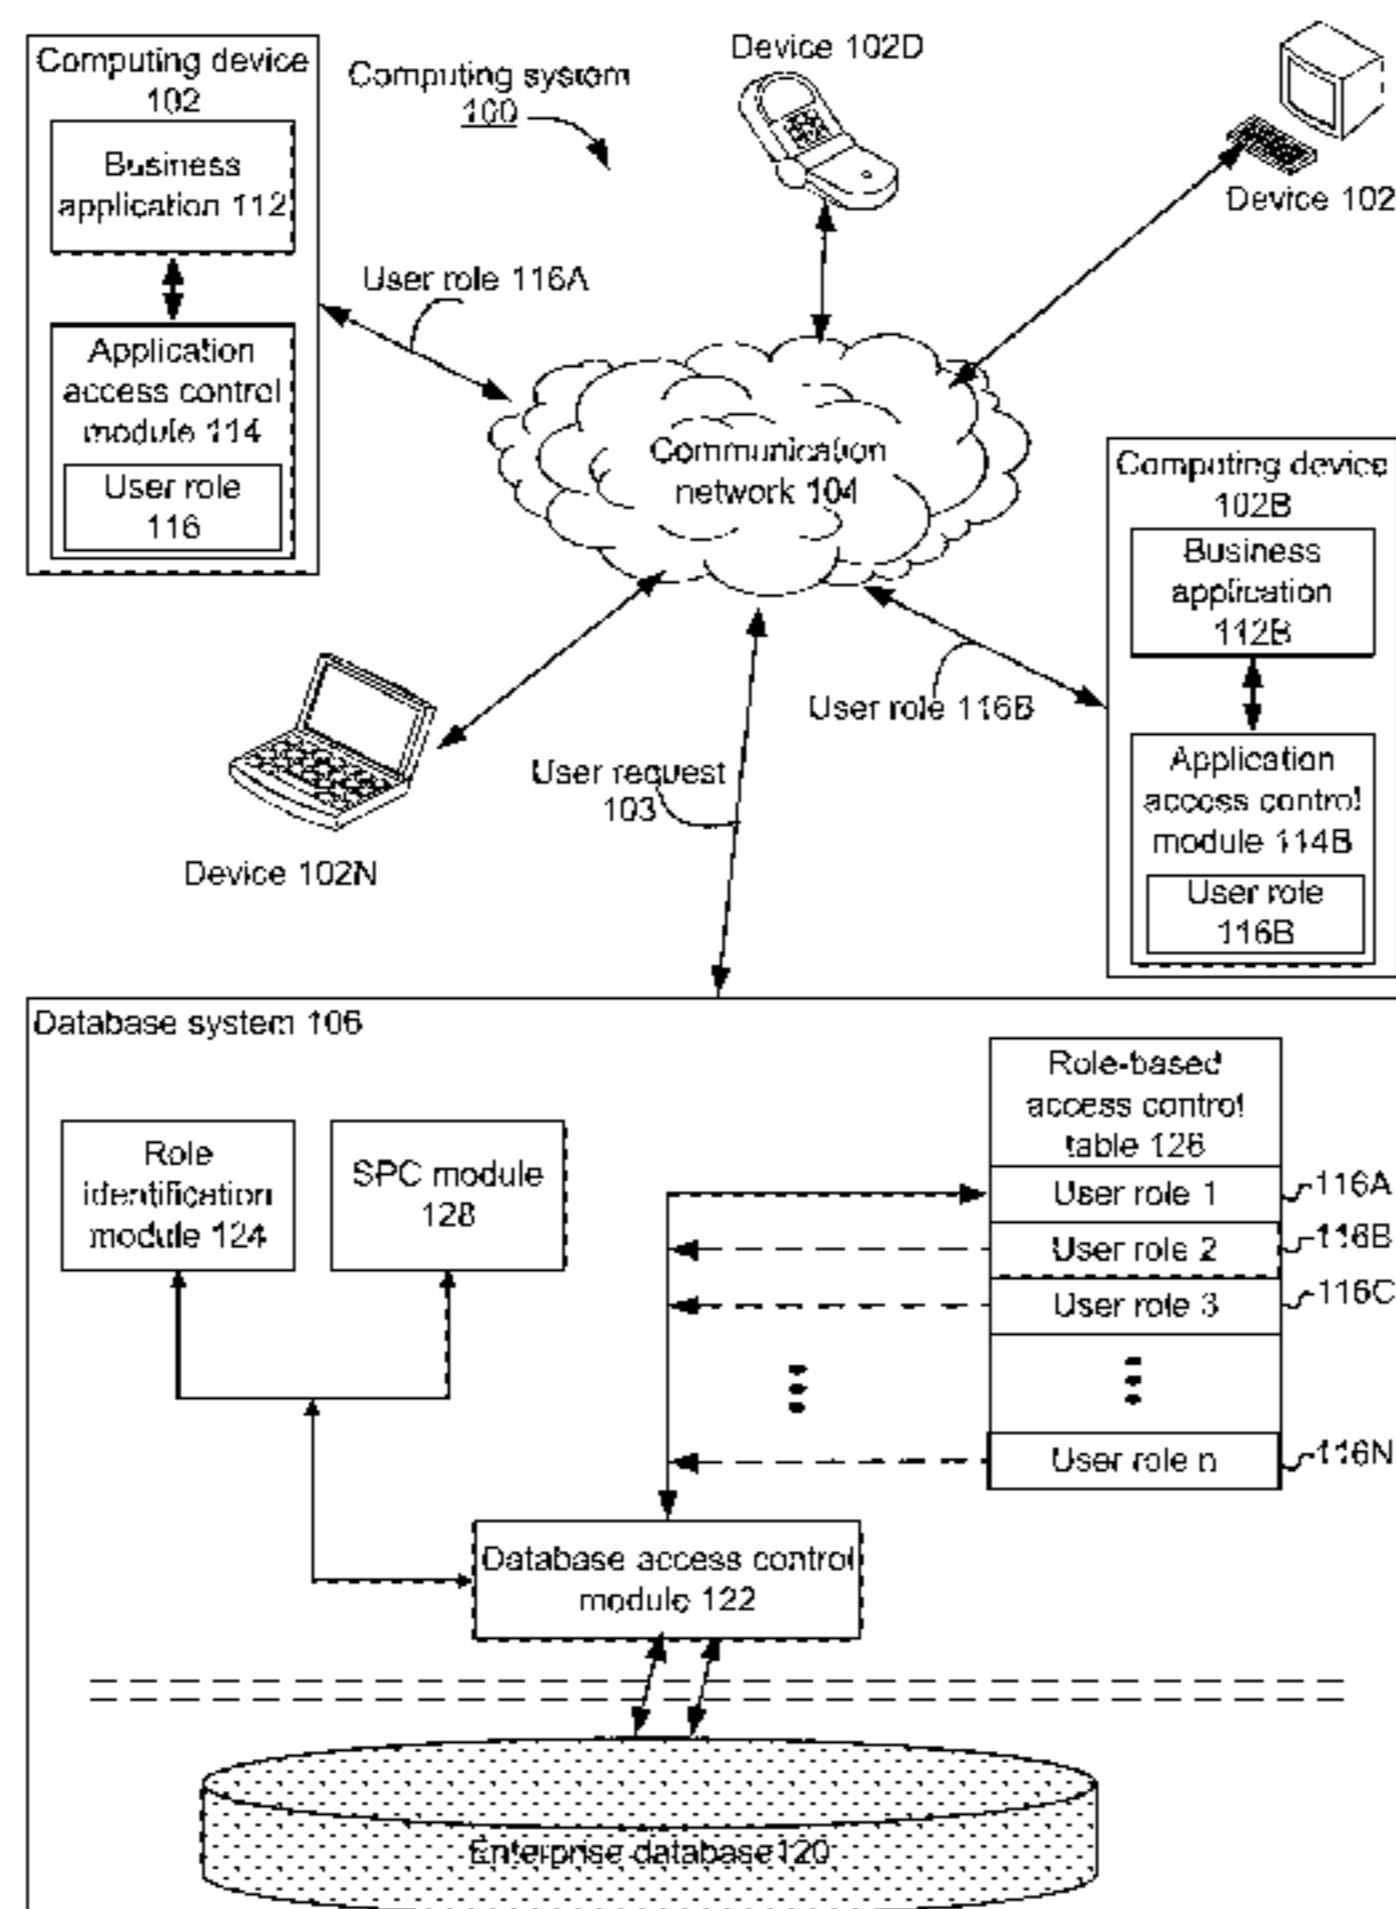 Computing device
102
Business
application 112
Application
access control
module 114
User role
116
Computing system
100
Device 102D
Device 102
User role 116A
Communication
network 104
Computing device
102B
Business
application
112B
Application
access control
module 114B
User role
116B
User role 116B
User request
103
Device 102N
Database system 106
Role
identification
module 124
SPC module
128
Role-based
access control
table 126
User role 1
116A
User role 2
116B
User role 3
116C
User role n
116N
Database access control
module 122
Enterprise database 120